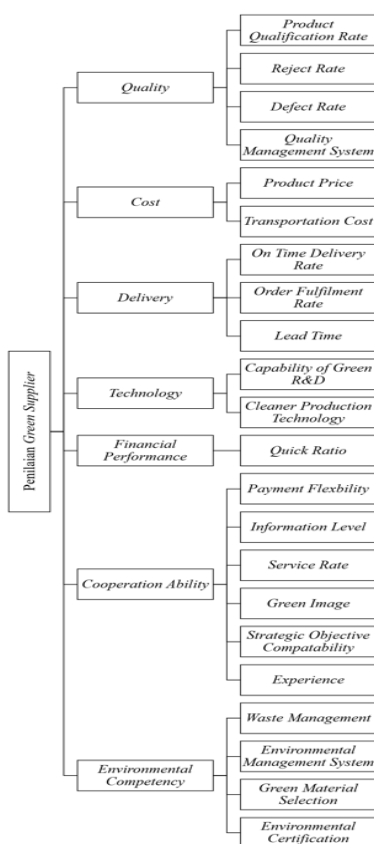 Penilaian Green Supplier
Quality
Product
Qualification Rate
Reject Rate
Defect Rate
Quality
Management System
Cost
Product Price
Transportation Cost
Delivery
On Time Delivery
Rate
Order Fulfilment
Rate
Lead Time
Technology
Capability of Green
R&D
Cleaner Production
Technology
Financial
Performance
Quick Ratio
Cooperation Ability
Payment Flexbility
Information Level
Service Rate
Green Image
Strategic Objective
Compatability
Experience
Environmental
Competency
Waste Management
Environmental
Management System
Green Material
Selection
Environmental
Certification